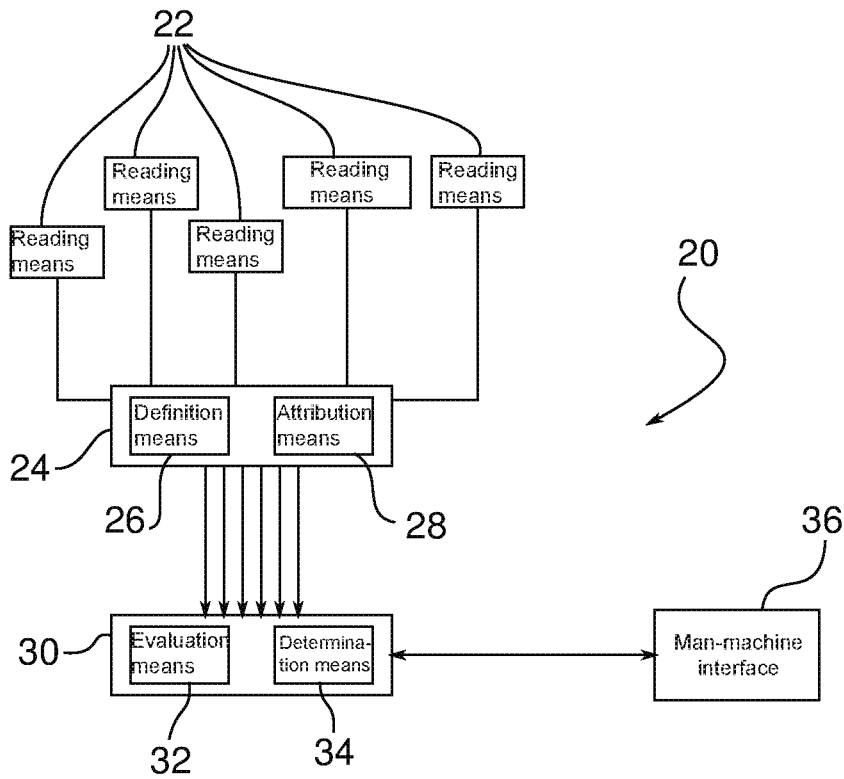 22
Reading
means
Reading
means
Reading
means
Reading
means
Reading
means
20
Definition
means
Attribution
means
24
26
28
36
30
Evaluation
means
Determina-
tion means
Man-machine
interface
32
34